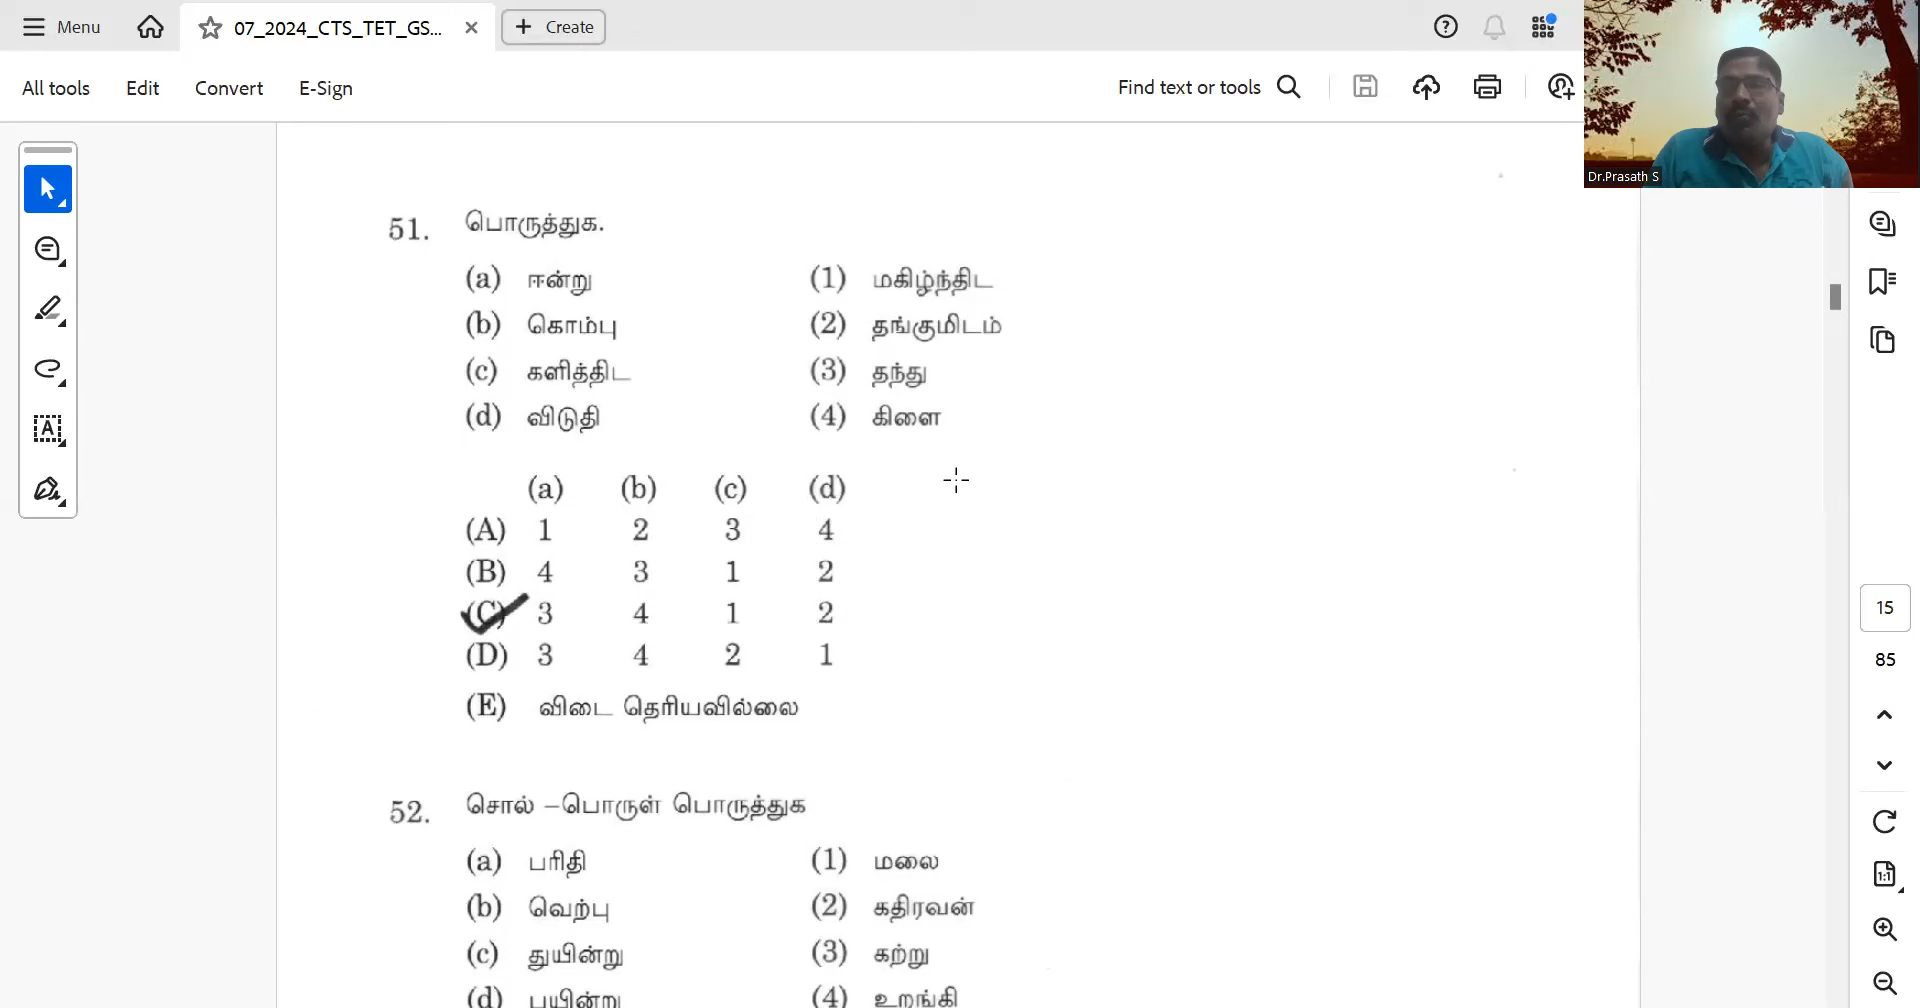 Menu
07_2024_CTS_TET_GS...
Create
All tools
Edit
Convert
E-Sign
Find text or tools
Dr.Prasath S
51. பொருத்துக.
(a) ஈன்று (1) மகிழ்ந்திட
(b) கொம்பு (2) தங்குமிடம்
(c) களித்திட (3) தந்து
(d) விடுதி (4) கிளை
(a) (b) (c) (d)
(A) 1 2 3 4
(B) 4 3 1 2
(C) 3 4 1 2
(D) 3 4 2 1
(E) விடை தெரியவில்லை
52. சொல் –பொருள் பொருத்துக
(a) பரிதி (1) மலை
(b) வெற்பு (2) கதிரவன்
(c) துயின்று (3) கற்று
(d) பயின்று (4) உறங்கி
15
85